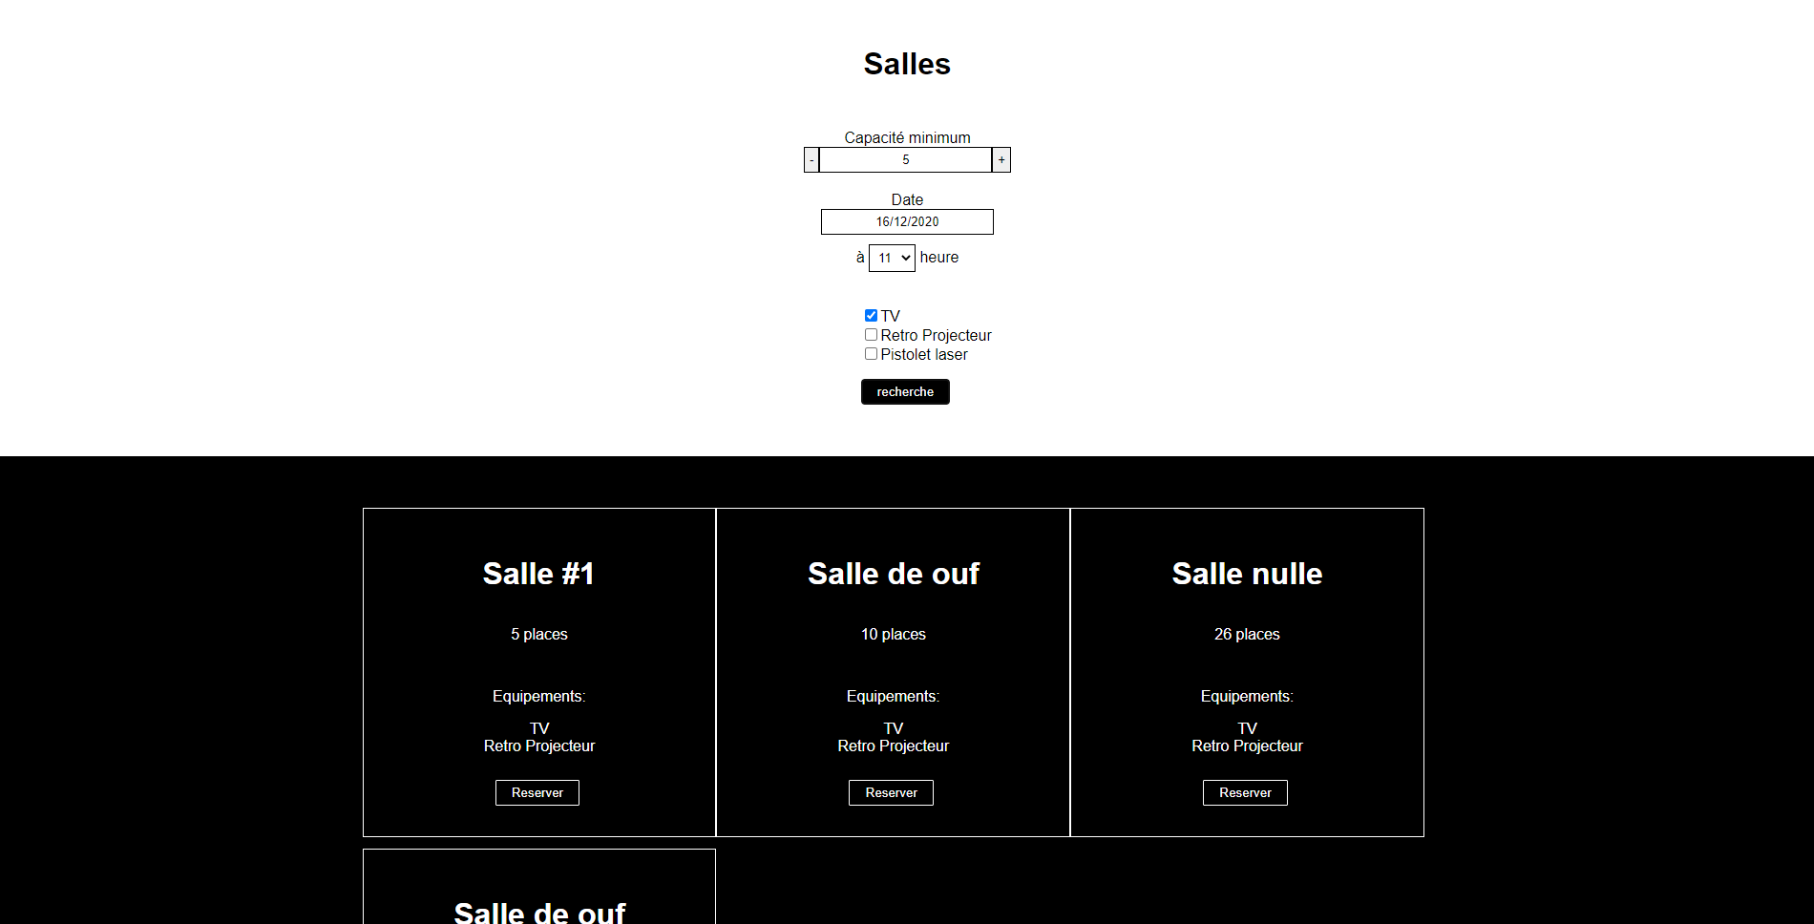 Salles
Capacité minimum
- 5 +
Date
16/12/2020
à 11 heure
TV
Retro Projecteur
Pistolet laser
recherche
Salle #1 Salle de ouf Salle nulle
5 places 10 places 26 places
Equipements: Equipements: Equipements:
TV TV TV
Retro Projecteur Retro Projecteur Retro Projecteur
Reserver Reserver Reserver
Salle de ouf